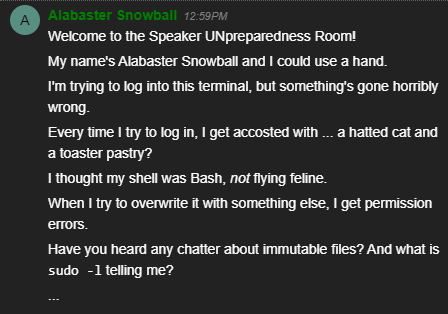 A
Alabaster Snowball 12:59PM
Welcome to the Speaker UNpreparedness Room!
My name's Alabaster Snowball and I could use a hand.
I'm trying to log into this terminal, but something's gone horribly
wrong.
Every time I try to log in, I get accosted with ... a hatted cat and
a toaster pastry?
I thought my shell was Bash, not flying feline.
When I try to overwrite it with something else, I get permission
errors.
Have you heard any chatter about immutable files? And what is
sudo -l telling me?
...